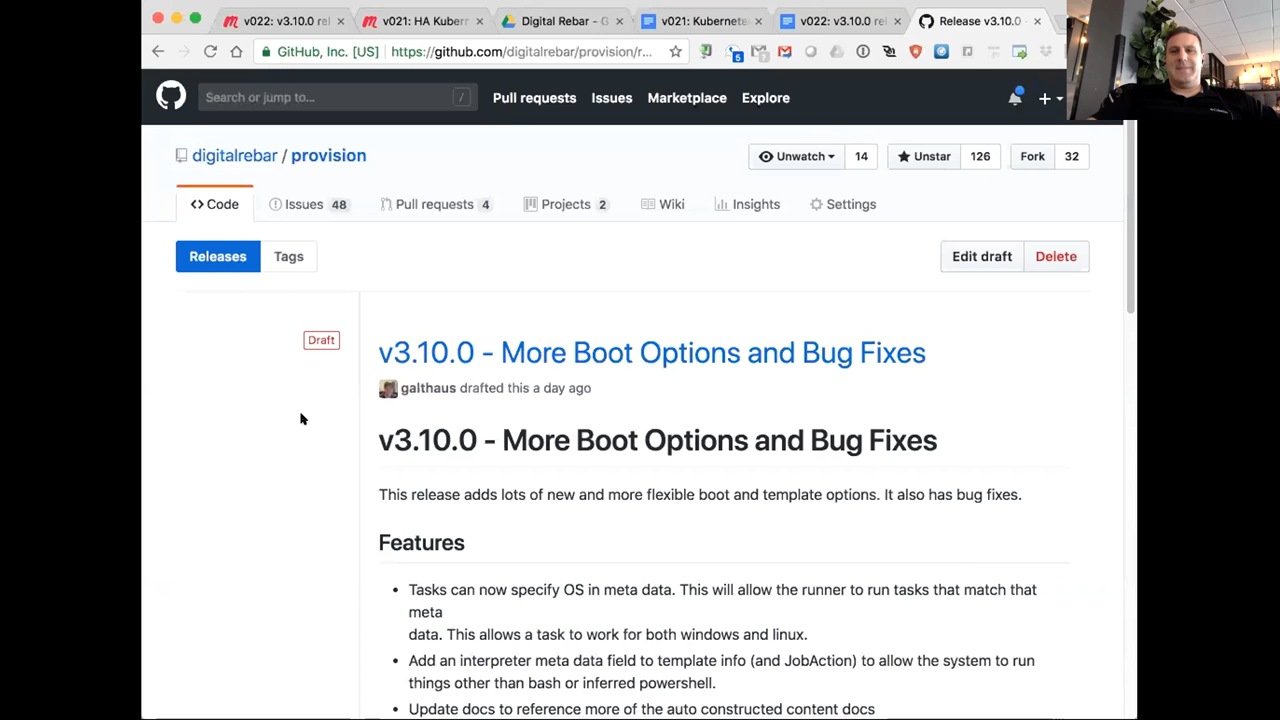 v022: v3.10.0 rel
v021: HA Kubern
Digital Rebar - G
v021: Kubernete
v022: v3.10.0 rel
Release v3.10.0 ·
GitHub, Inc. [US] https://github.com/digitalrebar/provision/r...
5
7
Search or jump to...
/
Pull requests
Issues
Marketplace
Explore
digitalrebar / provision
Unwatch 14
Unstar 126
Fork 32
Code
Issues 48
Pull requests 4
Projects 2
Wiki
Insights
Settings
Releases
Tags
Edit draft
Delete
Draft
v3.10.0 - More Boot Options and Bug Fixes
galthaus drafted this a day ago
v3.10.0 - More Boot Options and Bug Fixes
This release adds lots of new and more flexible boot and template options. It also has bug fixes.
Features
• Tasks can now specify OS in meta data. This will allow the runner to run tasks that match that
meta
data. This allows a task to work for both windows and linux.
• Add an interpreter meta data field to template info (and JobAction) to allow the system to run
things other than bash or inferred powershell.
• Update docs to reference more of the auto constructed content docs